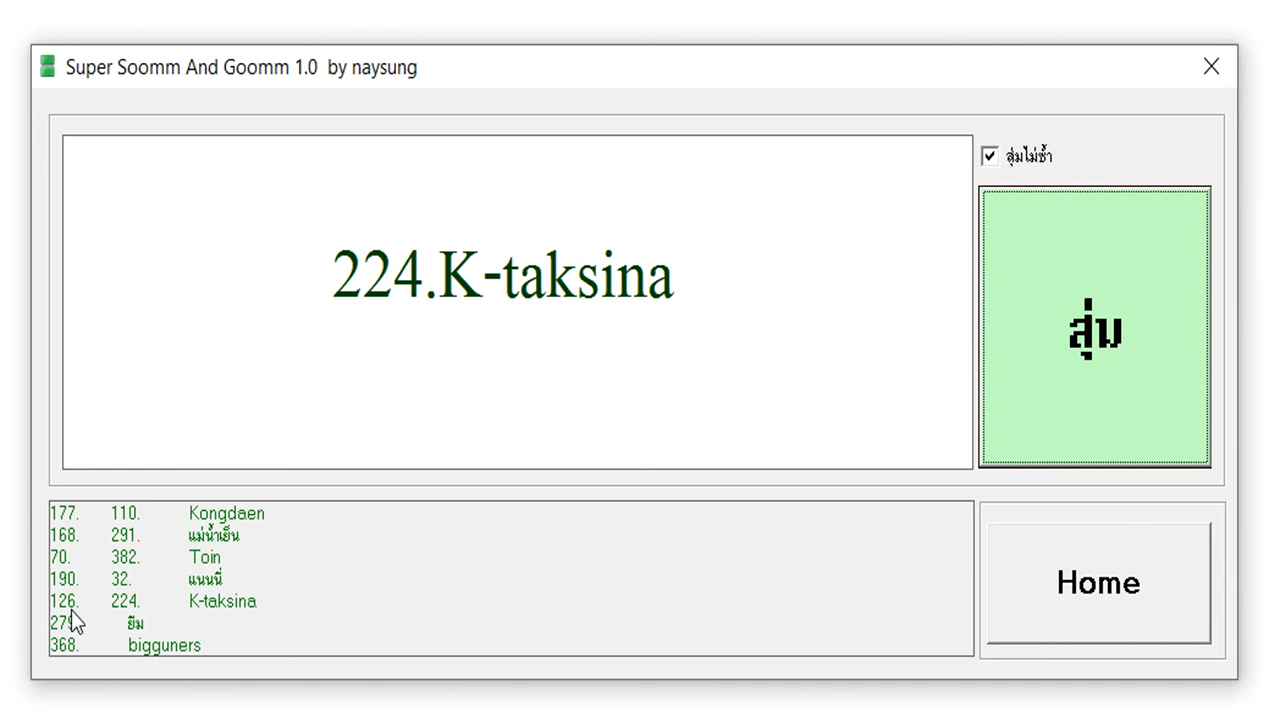 Super Soomm And Goomm 1.0 by naysung
สุ่มไม่ซ้ำ
224.K-taksina
สุ่ม
177. 110. Kongdaen
168. 291. แม่น้ำเย็น
70. 382. Toin
190. 32. แนนนี่
126. 224. K-taksina
279. ยีม
368. bigguners
Home